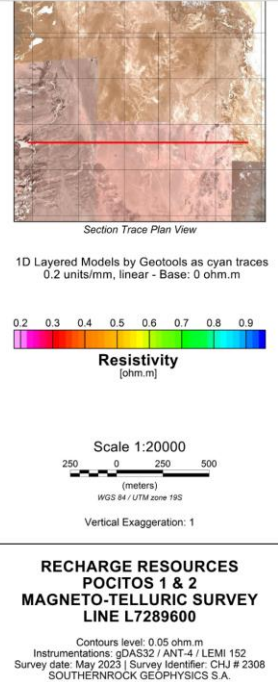 Section Trace Plan View
1D Layered Models by Geotools as cyan traces
0.2 units/mm, linear - Base: 0 ohm.m
0.2 0.3 0.4 0.5 0.6 0.7 0.8 0.9
Resistivity
[ohm.m]
Scale 1:20000
250 0 250 500
(meters)
WGS 84 / UTM zone 19S
Vertical Exaggeration: 1
RECHARGE RESOURCES
POCITOS 1 & 2
MAGNETO-TELLURIC SURVEY
LINE L7289600
Contours level: 0.05 ohm.m
Instrumentations: gDAS32 / ANT-4 / LEMI 152
Survey date: May 2023 | Survey Identifier: CHJ # 2308
SOUTHERNROCK GEOPHYSICS S.A.